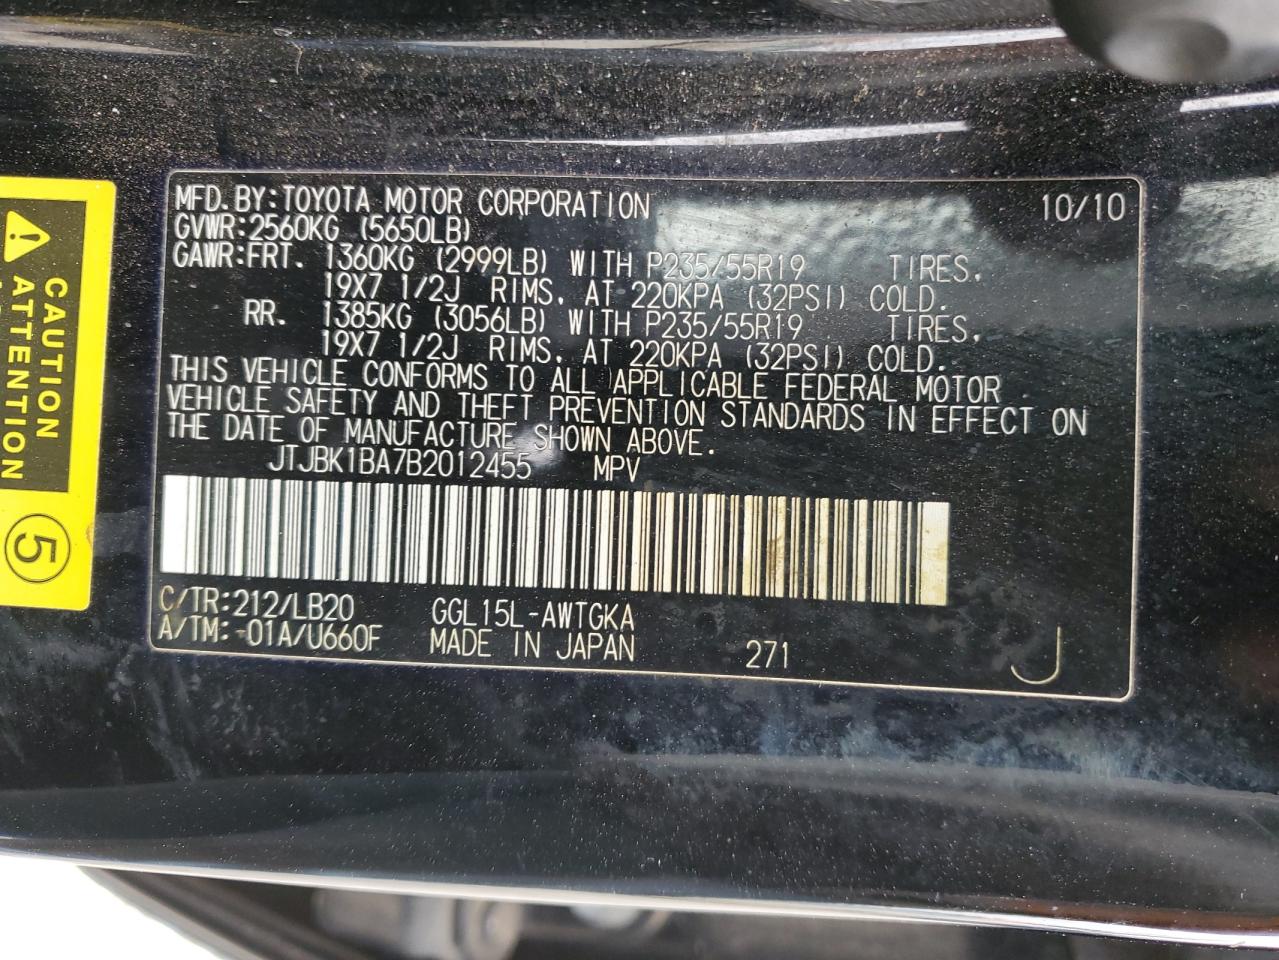 MFD. BY: TOYOTA MOTOR CORPORATION 10/10
GVWR: 2560KG (5650LB)
GAWR: FRT. 1360KG (2999LB) WITH P235/55R19 TIRES,
19X7 1/2J RIMS, AT 220KPA (32PSI) COLD.
RR. 1385KG (3056LB) WITH P235/55R19 TIRES,
19X7 1/2J RIMS, AT 220KPA (32PSI) COLD.
THIS VEHICLE CONFORMS TO ALL APPLICABLE FEDERAL MOTOR
VEHICLE SAFETY AND THEFT PREVENTION STANDARDS IN EFFECT ON
THE DATE OF MANUFACTURE SHOWN ABOVE.
JTJBK1BA7B2012455 MPV
C/TR: 212/LB20 GGL15L-AWTGKA
A/TM: -01A/U660F MADE IN JAPAN 271 J
CAUTION
ATTENTION
5